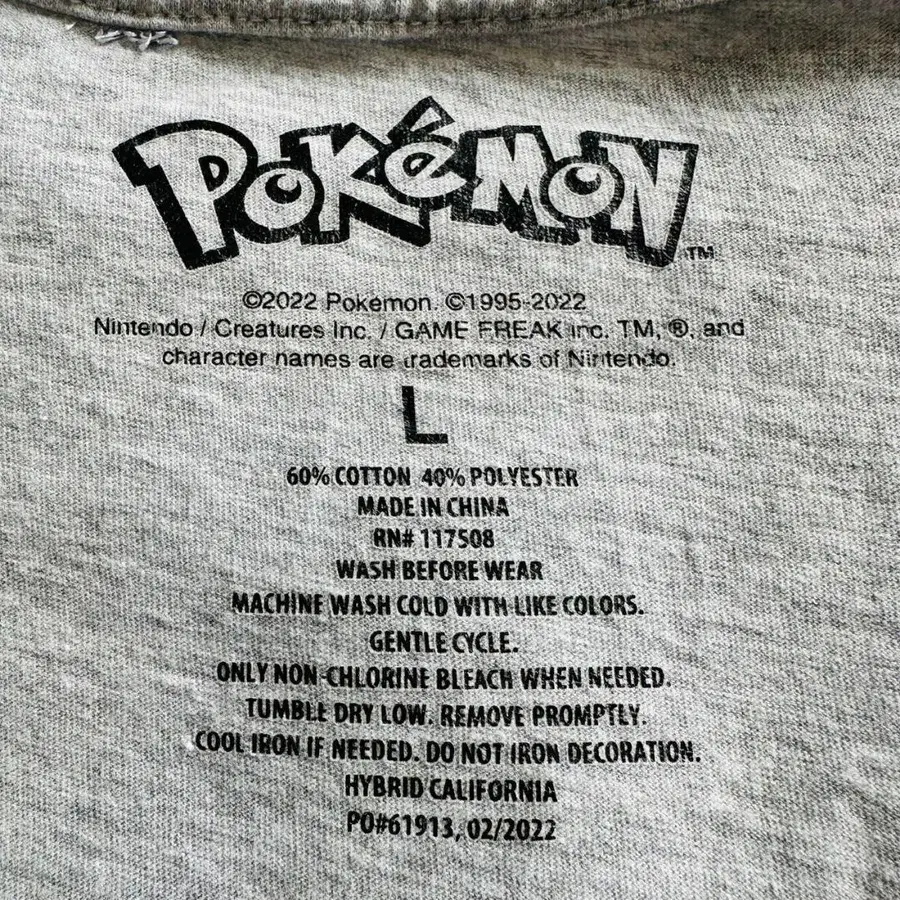 POKéMON
TM
©2022 Pokémon. ©1995-2022
Nintendo / Creatures Inc. / GAME FREAK inc. TM, ®, and
character names are trademarks of Nintendo.
L
60% COTTON 40% POLYESTER
MADE IN CHINA
RN# 117508
WASH BEFORE WEAR
MACHINE WASH COLD WITH LIKE COLORS.
GENTLE CYCLE.
ONLY NON-CHLORINE BLEACH WHEN NEEDED.
TUMBLE DRY LOW. REMOVE PROMPTLY.
COOL IRON IF NEEDED. DO NOT IRON DECORATION.
HYBRID CALIFORNIA
PO#61913, 02/2022